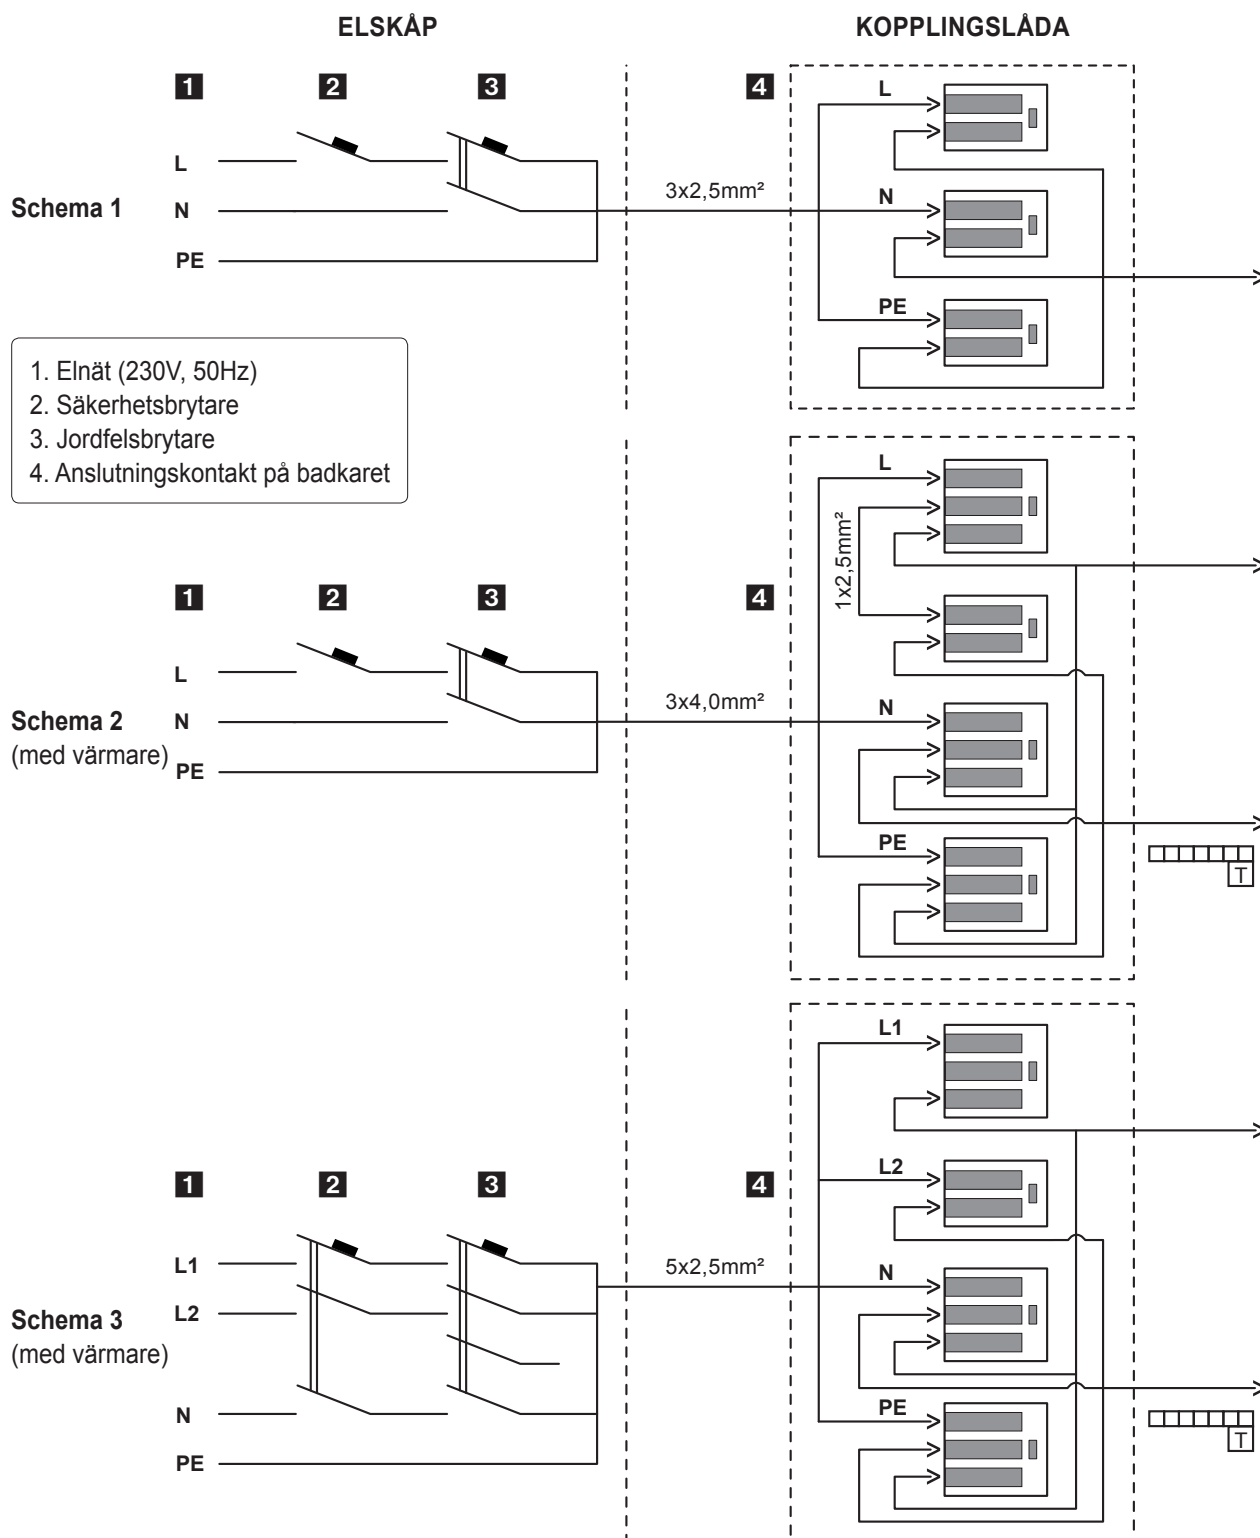 ELSKÅP
KOPPLINGSLÅDA
1 2 3 4
L
N
PE
Schema 1
3x2,5mm²
L
N
PE
1. Elnät (230V, 50Hz)
2. Säkerhetsbrytare
3. Jordfelsbrytare
4. Anslutningskontakt på badkaret
1 2 3 4
L
N
PE
Schema 2
(med värmare)
3x4,0mm²
L
1x2,5mm²
N
PE
T
1 2 3 4
L1
L2
N
PE
Schema 3
(med värmare)
5x2,5mm²
L1
L2
N
PE
T